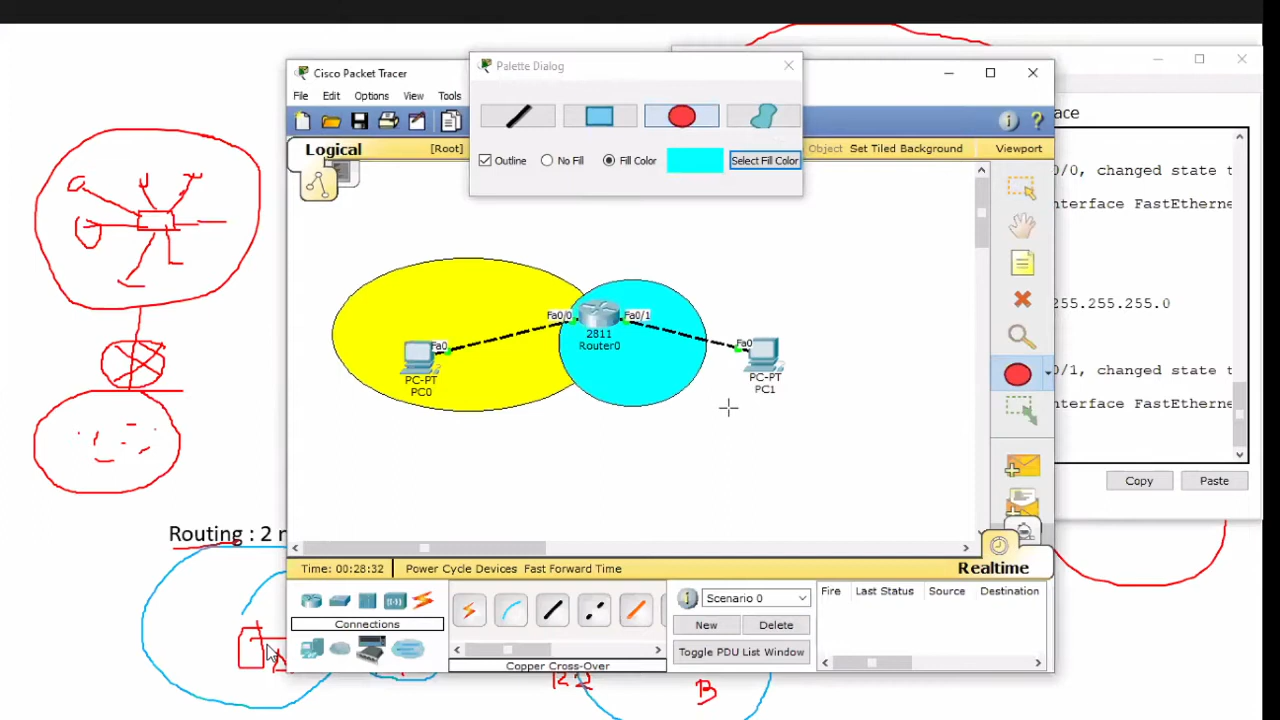 Palette Dialog
Cisco Packet Tracer
File Edit Options View Tools
ace
Logical [Root] Object Set Tiled Background Viewport
Outline No Fill Fill Color Select Fill Color
0/0, changed state t
nterface FastEtherne
255.255.255.0
0/1, changed state t
nterface FastEtherne
Fa0/0 Fa0/1
2811
Router0
Fa0
PC-PT
PC0
Fa0
PC-PT
PC1
Copy Paste
Routing : 2
Realtime
Time: 00:28:32 Power Cycle Devices Fast Forward Time
Connections
Copper Cross-Over
Scenario 0
New Delete
Toggle PDU List Window
Fire Last Status Source Destination
R2
B